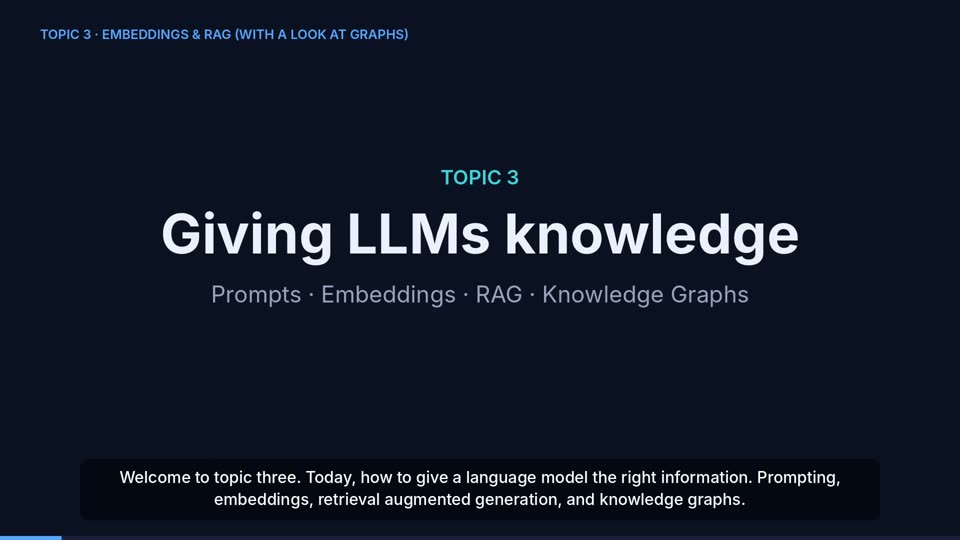 TOPIC 3 · EMBEDDINGS & RAG (WITH A LOOK AT GRAPHS)
TOPIC 3
Giving LLMs knowledge
Prompts · Embeddings · RAG · Knowledge Graphs
Welcome to topic three. Today, how to give a language model the right information. Prompting,
embeddings, retrieval augmented generation, and knowledge graphs.